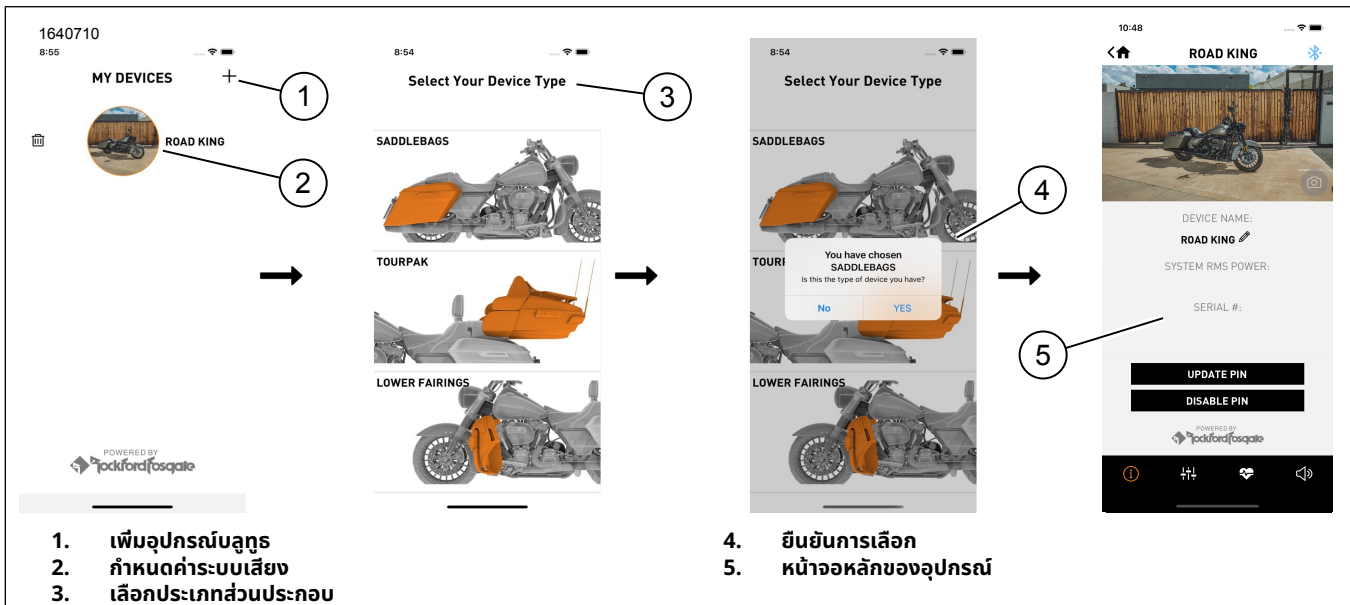 1640710
8:55
MY DEVICES
1
ROAD KING
2
POWERED BY
Rockford Fosgate
8:54
Select Your Device Type
3
SADDLEBAGS
TOURPAK
LOWER FAIRINGS
8:54
Select Your Device Type
SADDLEBAGS
4
You have chosen
SADDLEBAGS
Is this the type of device you have?
No YES
TOURP
LOWER FAIRINGS
10:48
ROAD KING
DEVICE NAME:
ROAD KING
SYSTEM RMS POWER:
SERIAL #:
5
UPDATE PIN
DISABLE PIN
POWERED BY
Rockford Fosgate
1. เพิ่มอุปกรณ์บลูทูธ
2. กำหนดค่าระบบเสียง
3. เลือกประเภทส่วนประกอบ
4. ยืนยันการเลือก
5. หน้าจอหลักของอุปกรณ์